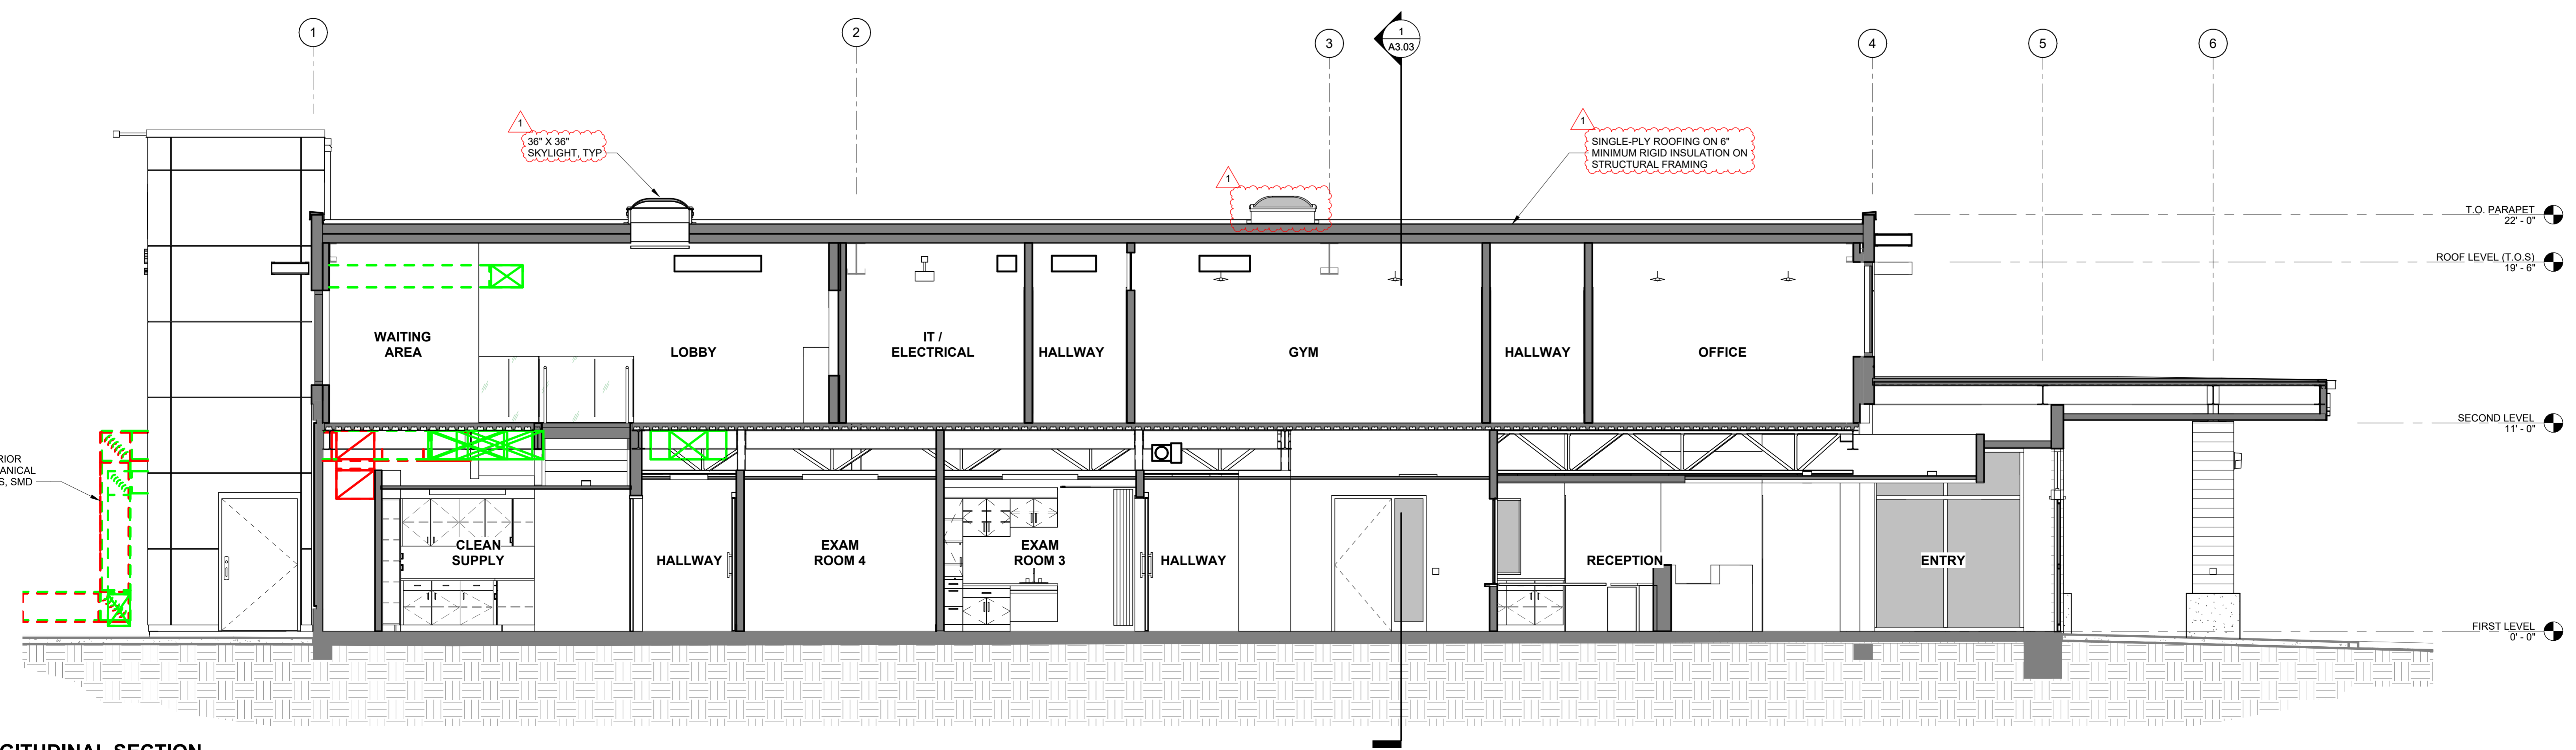 1
2
3
1
A3.03
4
5
6
1
36" X 36"
SKYLIGHT, TYP
1
1
SINGLE-PLY ROOFING ON 6"
MINIMUM RIGID INSULATION ON
STRUCTURAL FRAMING
T.O. PARAPET
22' - 0"
ROOF LEVEL (T.O.S)
19' - 6"
WAITING
AREA
LOBBY
IT /
ELECTRICAL
HALLWAY
GYM
HALLWAY
OFFICE
SECOND LEVEL
11' - 0"
RIOR
ANICAL
S, SMD
CLEAN
SUPPLY
HALLWAY
EXAM
ROOM 4
EXAM
ROOM 3
HALLWAY
RECEPTION
ENTRY
FIRST LEVEL
0' - 0"
GITUDINAL SECTION